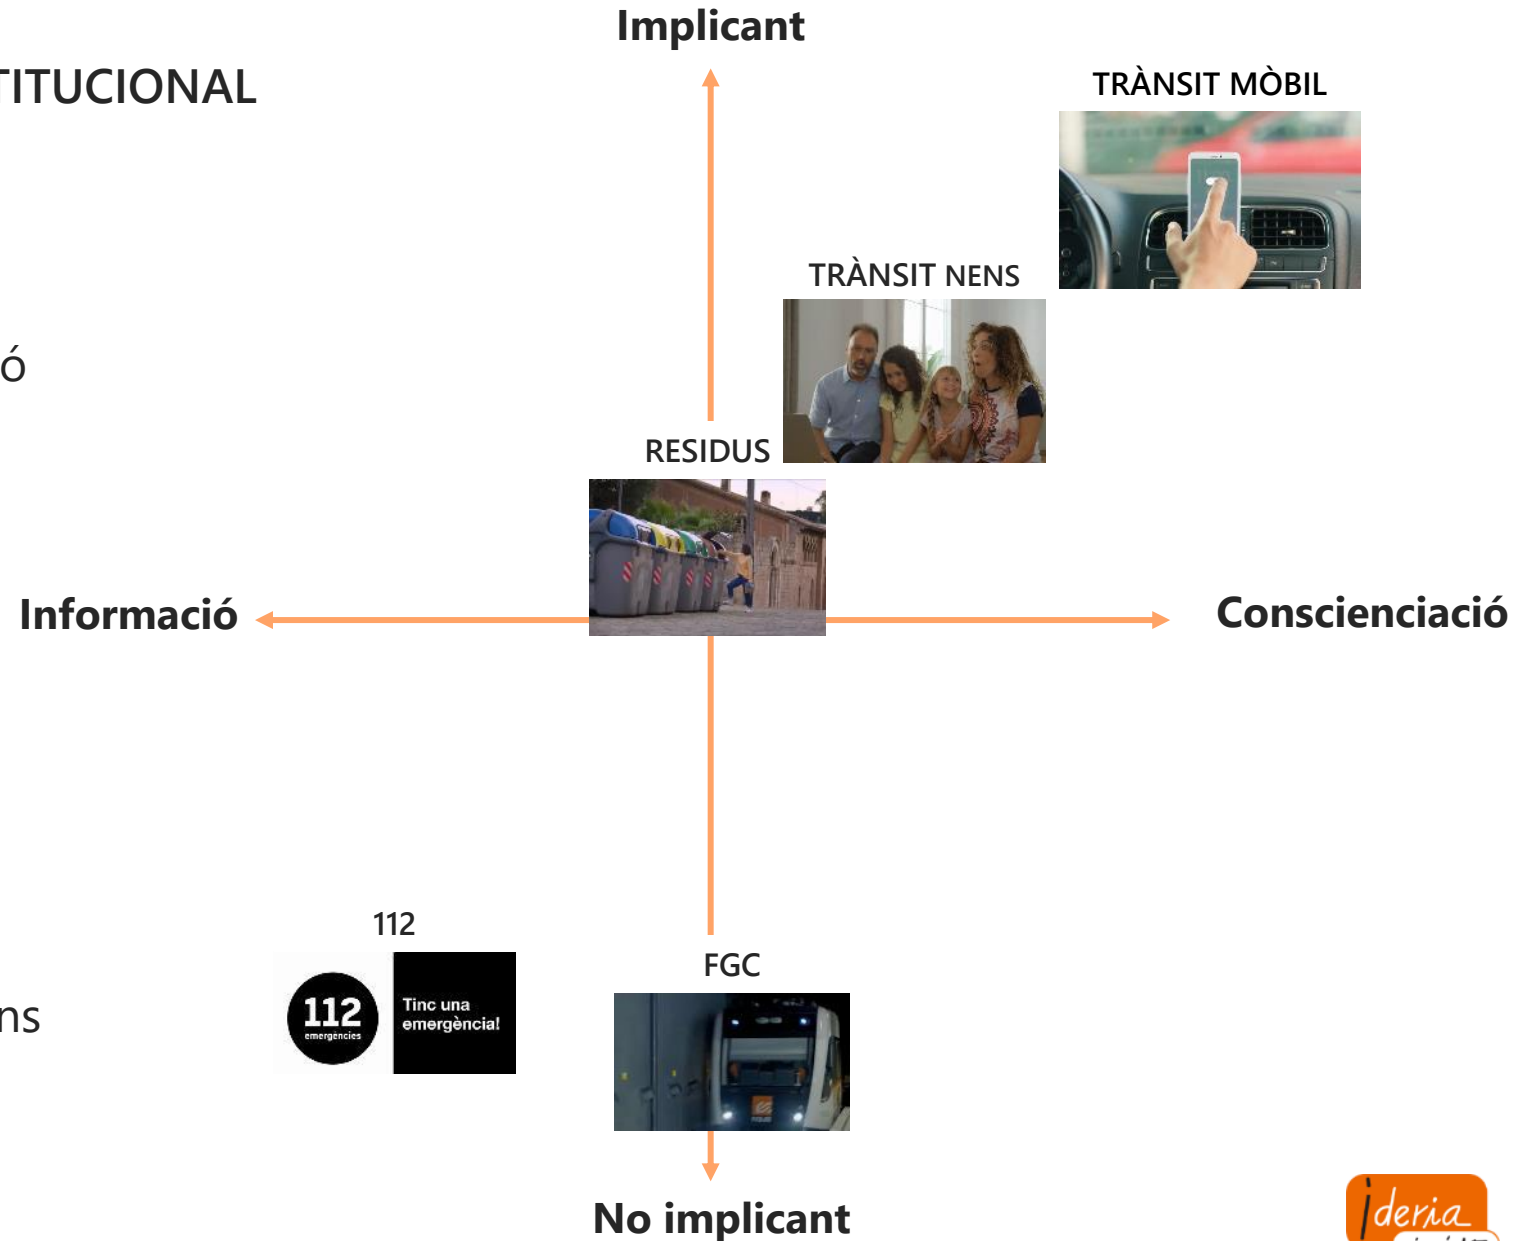 Implicant
TITUCIONAL
TRÀNSIT MÒBIL
TRÀNSIT NENS
ó
RESIDUS
Informació
Conscienciació
112
112
emergències
Tinc una
emergència!
FGC
ns
No implicant
ideria